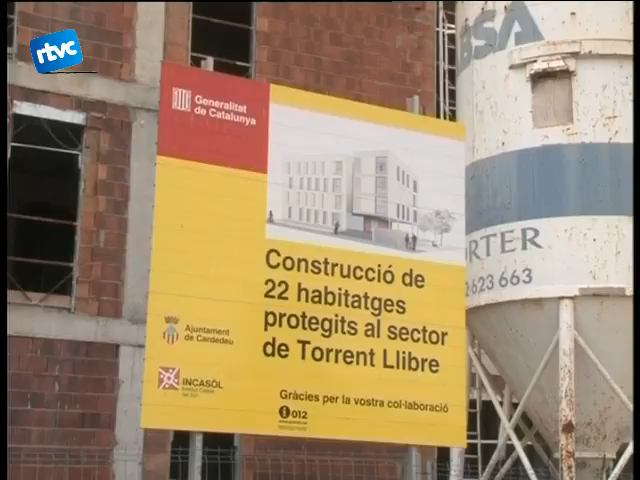 rtvc
BSA
Generalitat
de Catalunya
RTER
623 663
Construcció de
22 habitatges
protegits al sector
de Torrent Llibre
Ajuntament
de Cardedeu
INCASÒL
Gràcies per la vostra col·laboració
012